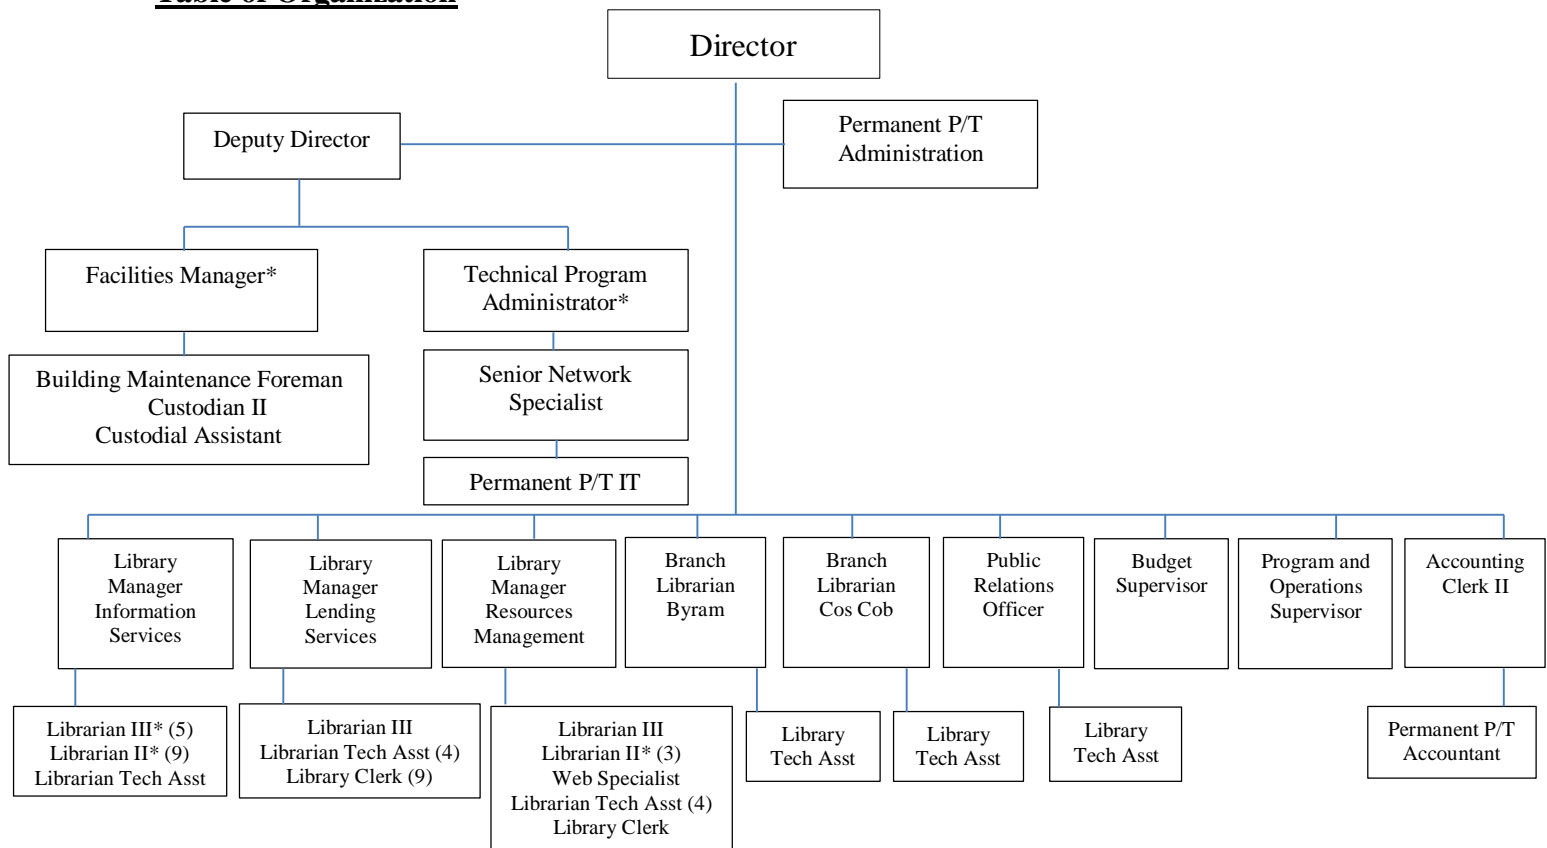 Table of Organization
Director
Deputy Director
Permanent P/T
Administration
Facilities Manager*
Technical Program
Administrator*
Building Maintenance Foreman
Custodian II
Custodial Assistant
Senior Network
Specialist
Permanent P/T IT
Library
Manager
Information
Services
Library
Manager
Lending
Services
Library
Manager
Resources
Management
Branch
Librarian
Byram
Branch
Librarian
Cos Cob
Public
Relations
Officer
Budget
Supervisor
Program and
Operations
Supervisor
Accounting
Clerk II
Librarian III* (5)
Librarian II* (9)
Librarian Tech Asst
Librarian III
Librarian Tech Asst (4)
Library Clerk (9)
Librarian III
Librarian II* (3)
Web Specialist
Librarian Tech Asst (4)
Library Clerk
Library
Tech Asst
Library
Tech Asst
Library
Tech Asst
Permanent P/T
Accountant